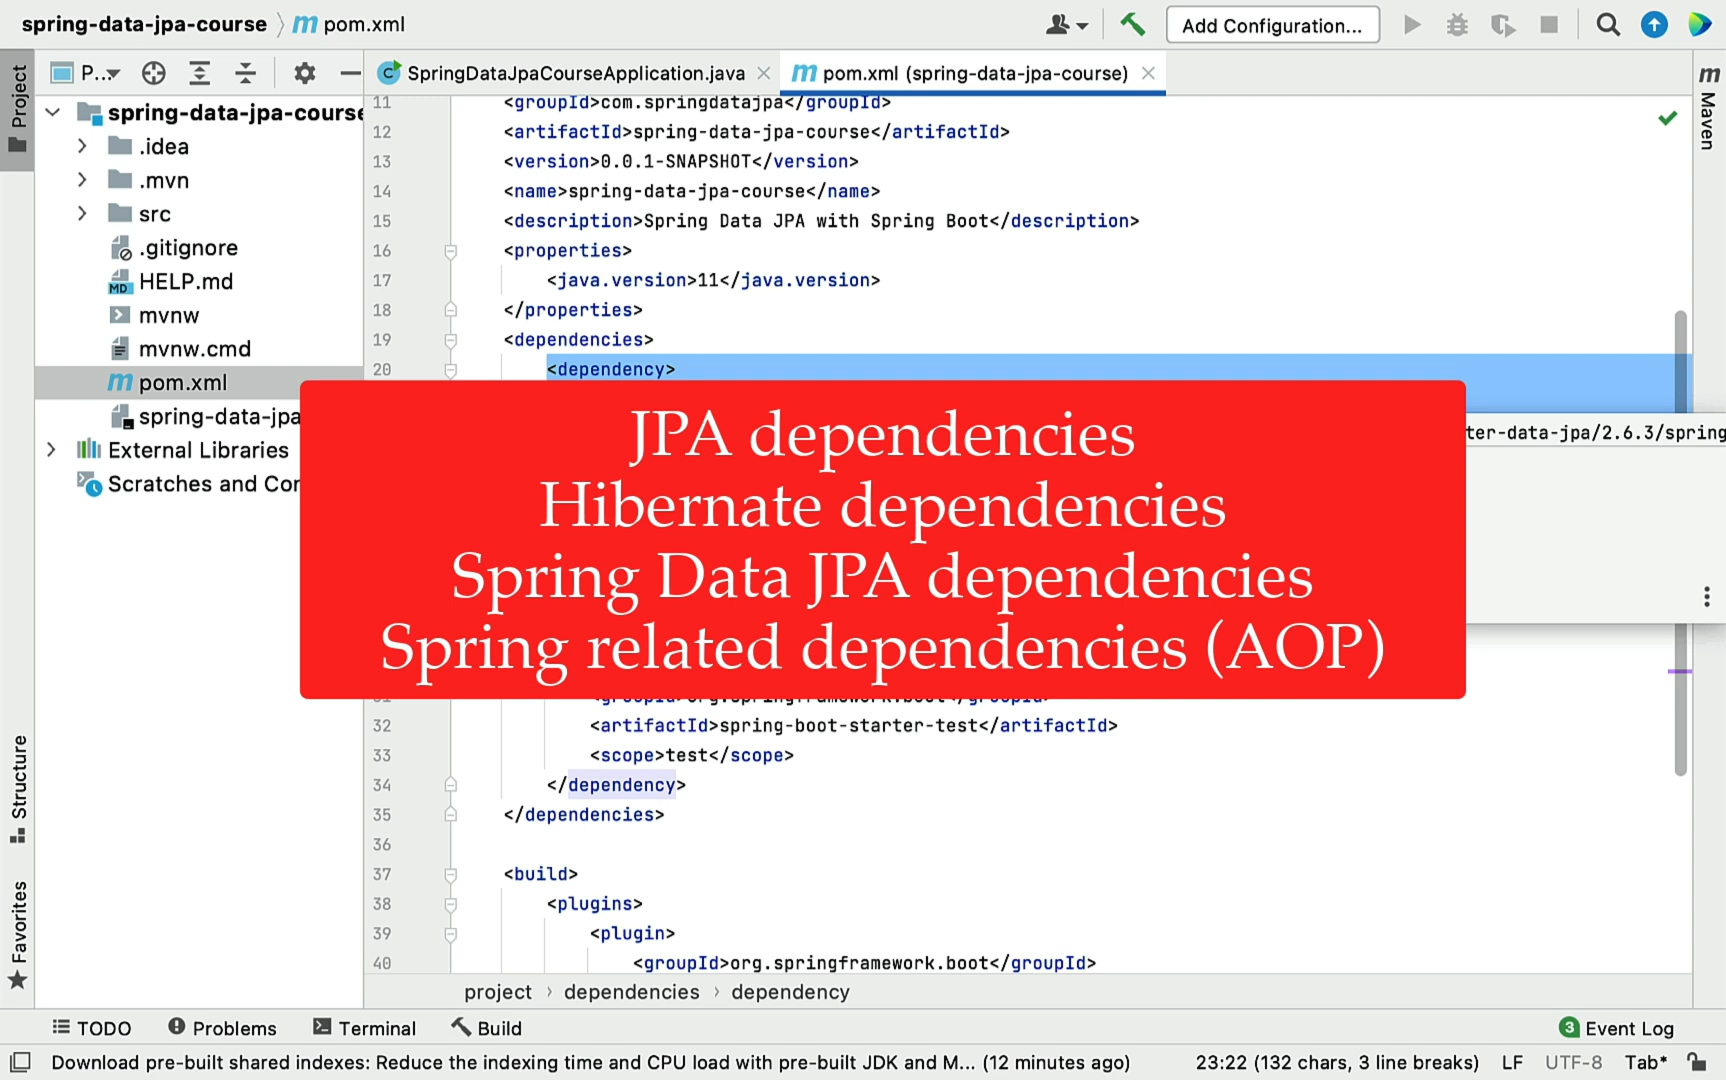 spring-data-jpa-course
pom.xml
Add Configuration...
Project
P...
SpringDataJpaCourseApplication.java
pom.xml (spring-data-jpa-course)
Maven
spring-data-jpa-course
.idea
.mvn
src
.gitignore
HELP.md
mvnw
mvnw.cmd
pom.xml
spring-data-jpa
External Libraries
Scratches and Con
11 <groupId>com.springdatajpa</groupId>
12 <artifactId>spring-data-jpa-course</artifactId>
13 <version>0.0.1-SNAPSHOT</version>
14 <name>spring-data-jpa-course</name>
15 <description>Spring Data JPA with Spring Boot</description>
16 <properties>
17 <java.version>11</java.version>
18 </properties>
19 <dependencies>
20 <dependency>
ter-data-jpa/2.6.3/spring
JPA dependencies
Hibernate dependencies
Spring Data JPA dependencies
Spring related dependencies (AOP)
32 <artifactId>spring-boot-starter-test</artifactId>
33 <scope>test</scope>
34 </dependency>
35 </dependencies>
36
37 <build>
38 <plugins>
39 <plugin>
40 <groupId>org.springframework.boot</groupId>
Structure
Favorites
project › dependencies › dependency
TODO
Problems
Terminal
Build
3 Event Log
Download pre-built shared indexes: Reduce the indexing time and CPU load with pre-built JDK and M... (12 minutes ago)
23:22 (132 chars, 3 line breaks)
LF
UTF-8
Tab*